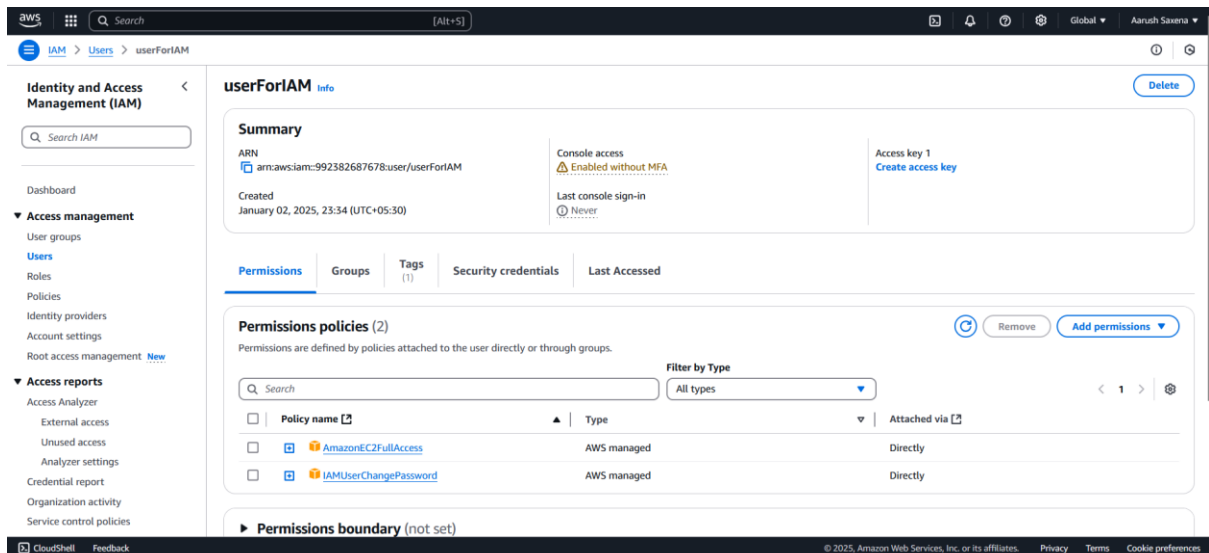 aws Search [Alt+S] Global Aarush Saxena
IAM > Users > userForIAM
Identity and Access Management (IAM)
Search IAM
Dashboard
Access management
User groups
Users
Roles
Policies
Identity providers
Account settings
Root access management New
Access reports
Access Analyzer
External access
Unused access
Analyzer settings
Credential report
Organization activity
Service control policies
userForIAM Info Delete
Summary
ARN
arn:aws:iam::992382687678:user/userForIAM
Created
January 02, 2025, 23:34 (UTC+05:30)
Console access
Enabled without MFA
Last console sign-in
Never
Access key 1
Create access key
Permissions Groups Tags (1) Security credentials Last Accessed
Permissions policies (2) Remove Add permissions
Permissions are defined by policies attached to the user directly or through groups.
Filter by Type
Search All types 1
Policy name Type Attached via
AmazonEC2FullAccess AWS managed Directly
IAMUserChangePassword AWS managed Directly
Permissions boundary (not set)
CloudShell Feedback © 2025, Amazon Web Services, Inc. or its affiliates. Privacy Terms Cookie preferences